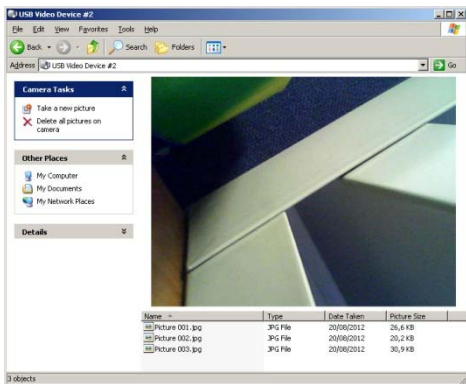 USB Video Device #2
File Edit View Favorites Tools Help
Back Search Folders
Address USB Video Device #2 Go
Camera Tasks
Take a new picture
Delete all pictures on
camera
Other Places
My Computer
My Documents
My Network Places
Details
Name Type Date Taken Picture Size
Picture 001.jpg JPG File 20/08/2012 26,6 KB
Picture 002.jpg JPG File 20/08/2012 20,2 KB
Picture 003.jpg JPG File 20/08/2012 30,9 KB
3 objects